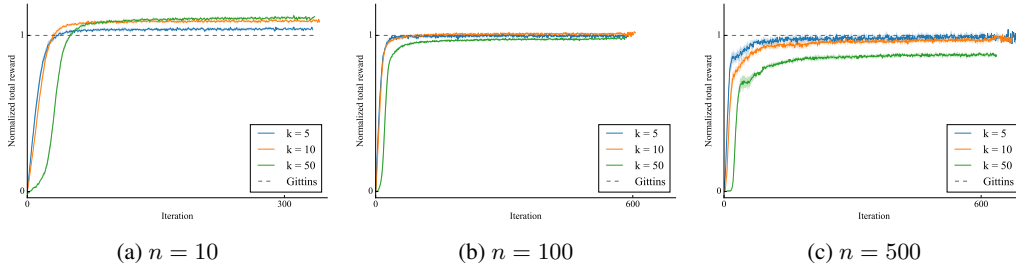 Normalized total reward
1
0
0
300
Iteration
k = 5
k = 10
k = 50
Gittins
(a) n = 10
Normalized total reward
1
0
0
600
Iteration
k = 5
k = 10
k = 50
Gittins
(b) n = 100
Normalized total reward
1
0
0
600
Iteration
k = 5
k = 10
k = 50
Gittins
(c) n = 500